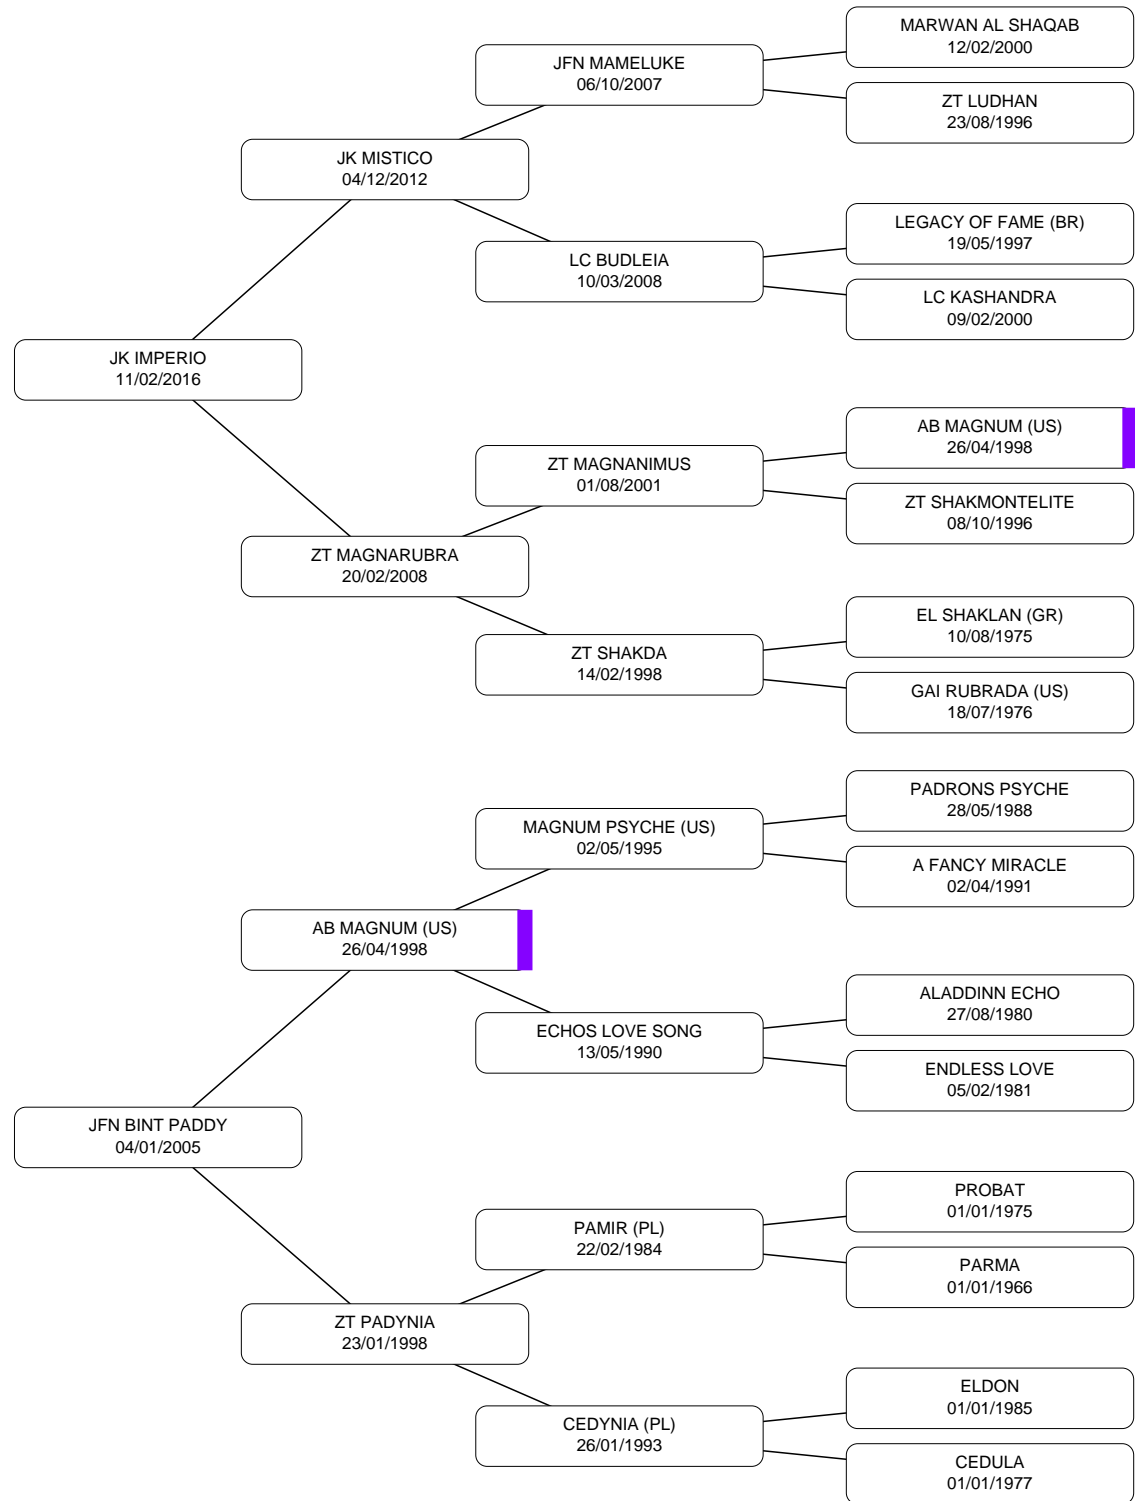 MARWAN AL SHAQAB
12/02/2000
JFN MAMELUKE
06/10/2007
ZT LUDHAN
23/08/1996
JK MISTICO
04/12/2012
LEGACY OF FAME (BR)
19/05/1997
LC BUDLEIA
10/03/2008
LC KASHANDRA
09/02/2000
JK IMPERIO
11/02/2016
AB MAGNUM (US)
26/04/1998
ZT MAGNANIMUS
01/08/2001
ZT SHAKMONTELITE
08/10/1996
ZT MAGNARUBRA
20/02/2008
EL SHAKLAN (GR)
10/08/1975
ZT SHAKDA
14/02/1998
GAI RUBRADA (US)
18/07/1976
PADRONS PSYCHE
28/05/1988
MAGNUM PSYCHE (US)
02/05/1995
A FANCY MIRACLE
02/04/1991
AB MAGNUM (US)
26/04/1998
ALADDINN ECHO
27/08/1980
ECHOS LOVE SONG
13/05/1990
ENDLESS LOVE
05/02/1981
JFN BINT PADDY
04/01/2005
PROBAT
01/01/1975
PAMIR (PL)
22/02/1984
PARMA
01/01/1966
ZT PADYNIA
23/01/1998
ELDON
01/01/1985
CEDYNIA (PL)
26/01/1993
CEDULA
01/01/1977